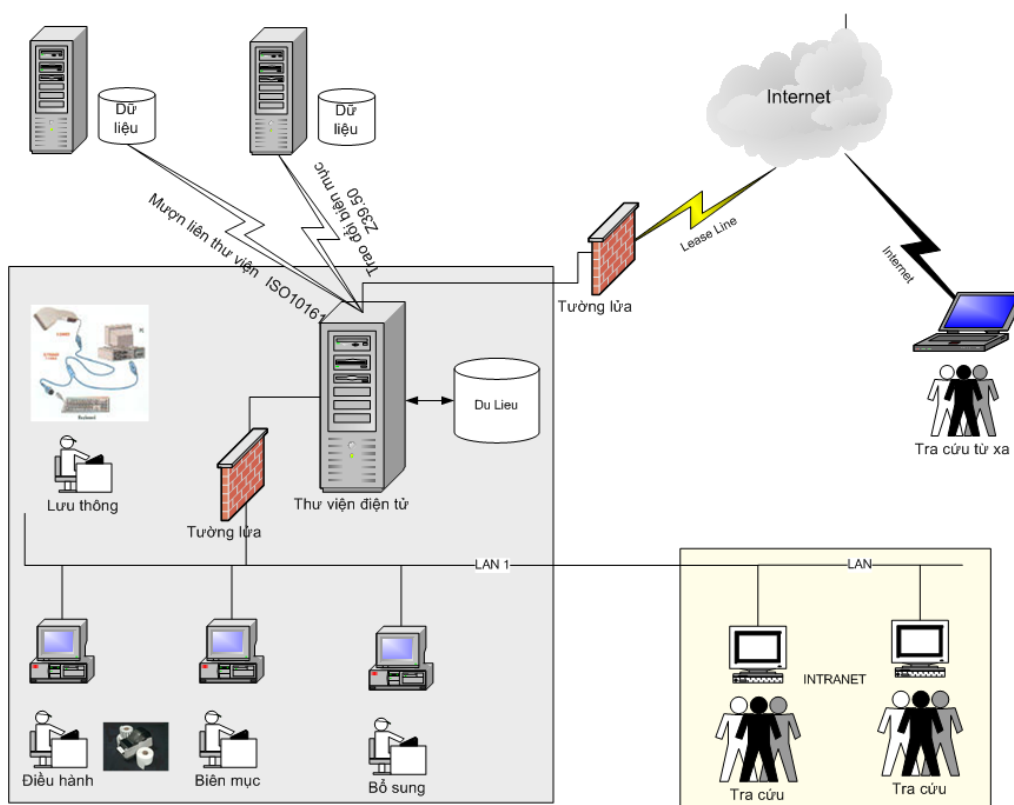 Dữ
liệu
Dữ
liệu
Internet
Mượn liên thư viện ISO10161
Trao đổi biên mục
Z39.50
Lease Line
Internet
Tường lửa
Du Lieu
Tra cứu từ xa
Lưu thông
Thư viện điện tử
Tường lửa
LAN 1
LAN
INTRANET
Điều hành
Biên mục
Bổ sung
Tra cứu
Tra cứu